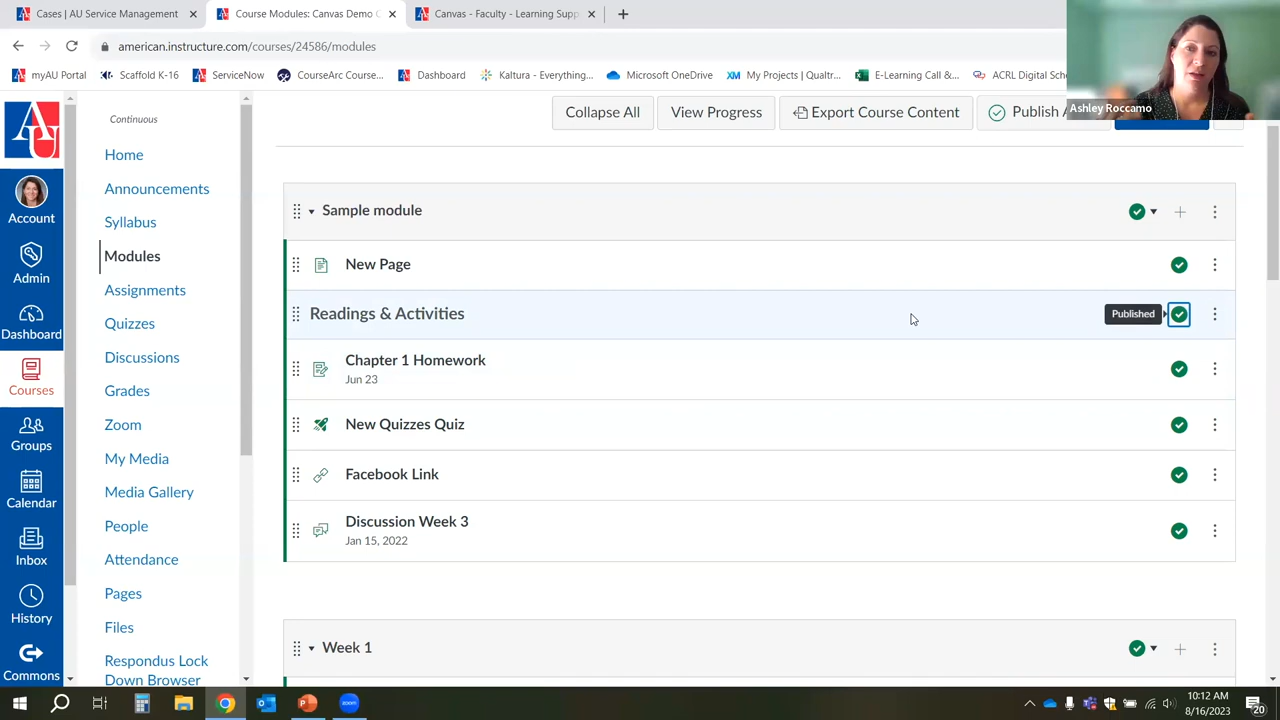 Cases | AU Service Management
Course Modules: Canvas Demo C
Canvas - Faculty - Learning Supp
american.instructure.com/courses/24586/modules
myAU Portal
Scaffold K-16
ServiceNow
CourseArc Course...
Dashboard
Kaltura - Everything...
Microsoft OneDrive
XM My Projects | Qualtr...
E-Learning Call &...
ACRL Digital Sch
Ashley Roccamo
AU
Account
Admin
Dashboard
Courses
Groups
Calendar
Inbox
History
Commons
Continuous
Home
Announcements
Syllabus
Modules
Assignments
Quizzes
Discussions
Grades
Zoom
My Media
Media Gallery
People
Attendance
Pages
Files
Respondus Lock
Down Browser
Collapse All
View Progress
Export Course Content
Publish A
Sample module
New Page
Readings & Activities
Published
Chapter 1 Homework
Jun 23
New Quizzes Quiz
Facebook Link
Discussion Week 3
Jan 15, 2022
Week 1
zoom
10:12 AM
8/16/2023
20